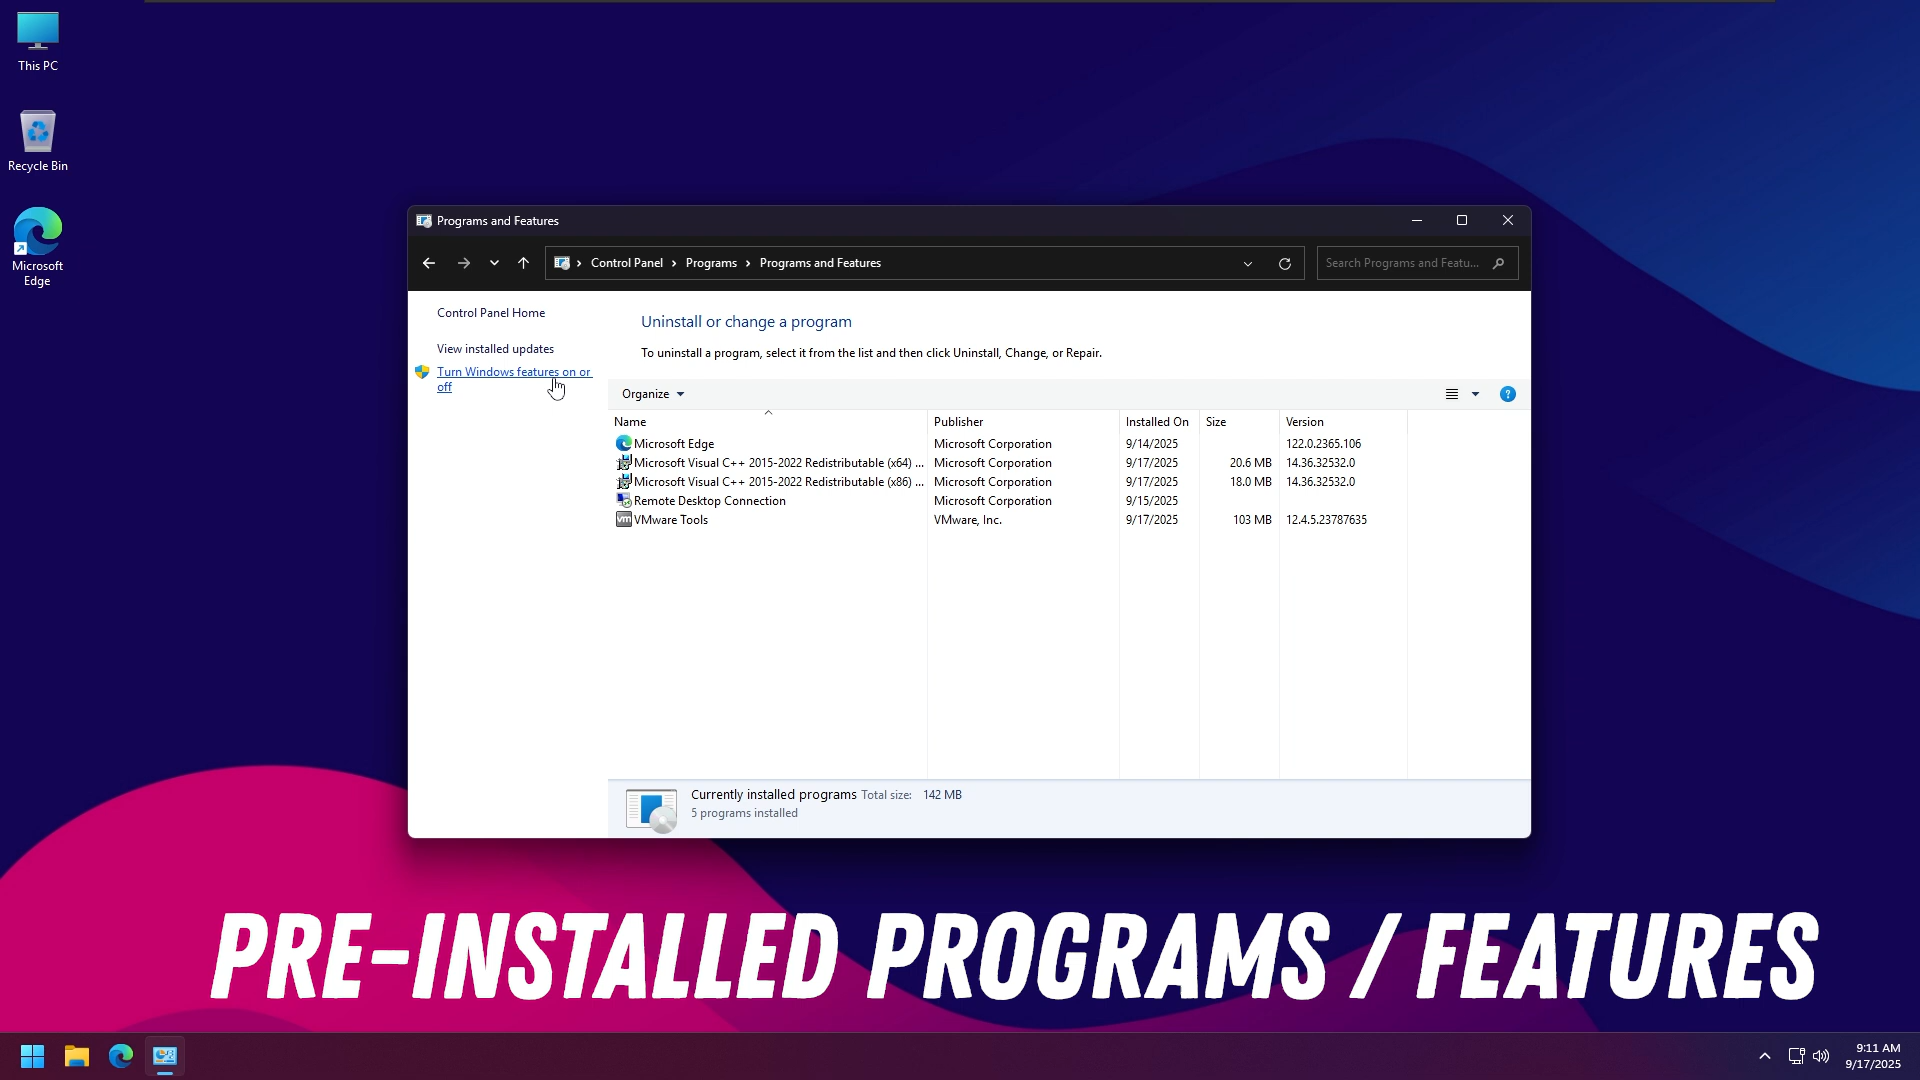 This PC
Recycle Bin
Microsoft
Edge
Programs and Features
Control Panel > Programs > Programs and Features
Search Programs and Featu...
Control Panel Home
View installed updates
Turn Windows features on or
off
Uninstall or change a program
To uninstall a program, select it from the list and then click Uninstall, Change, or Repair.
Organize
?
Name Publisher Installed On Size Version
Microsoft Edge Microsoft Corporation 9/14/2025 122.0.2365.106
Microsoft Visual C++ 2015-2022 Redistributable (x64) ... Microsoft Corporation 9/17/2025 20.6 MB 14.36.32532.0
Microsoft Visual C++ 2015-2022 Redistributable (x86) ... Microsoft Corporation 9/17/2025 18.0 MB 14.36.32532.0
Remote Desktop Connection Microsoft Corporation 9/15/2025
vm VMware Tools VMware, Inc. 9/17/2025 103 MB 12.4.5.23787635
Currently installed programs Total size: 142 MB
5 programs installed
PRE-INSTALLED PROGRAMS / FEATURES
9:11 AM
9/17/2025